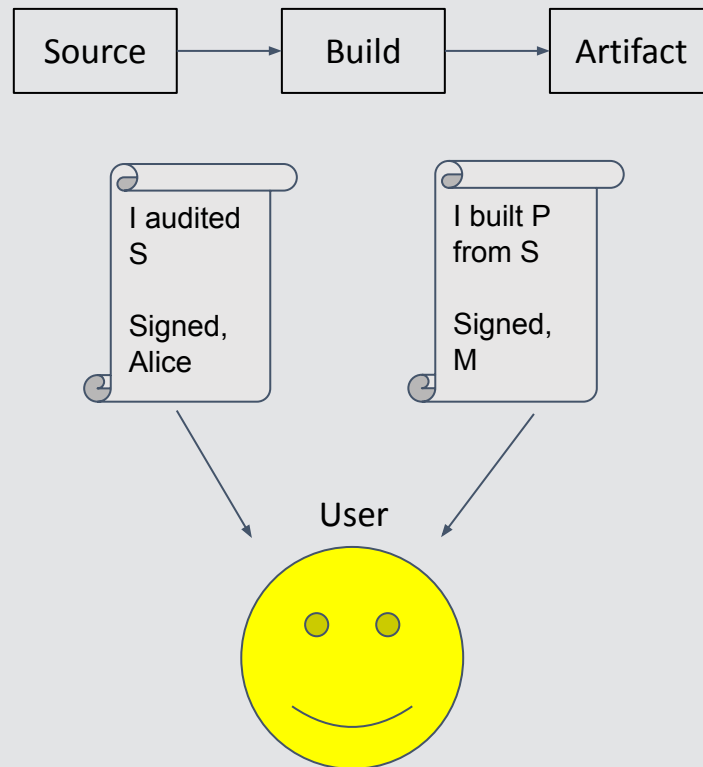 Source
Build
Artifact
I audited
S
Signed,
Alice
I built P
from S
Signed,
M
User